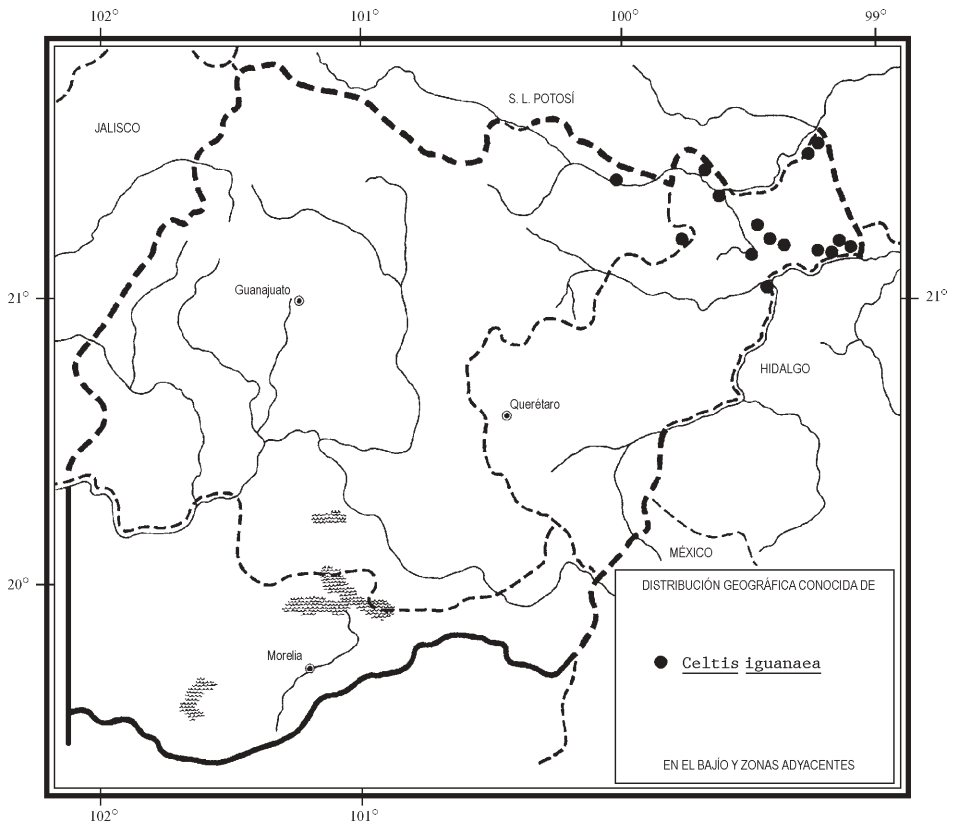 102° 101° 100° 99°
S. L. POTOSÍ
JALISCO
Guanajuato
21° 21°
HIDALGO
Querétaro
MÉXICO
20°
DISTRIBUCIÓN GEOGRÁFICA CONOCIDA DE
Morelia
Celtis iguanaea
EN EL BAJÍO Y ZONAS ADYACENTES
102° 101°